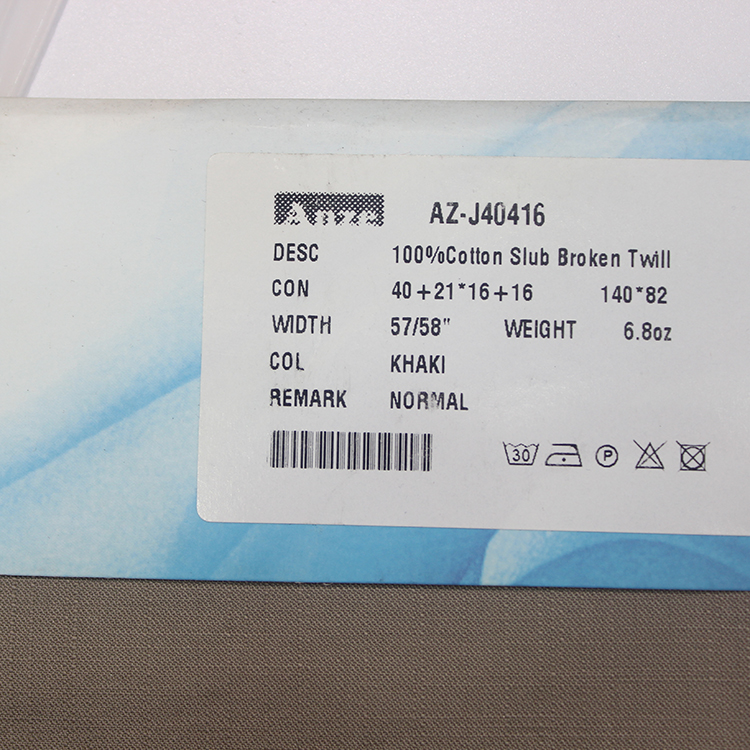 Anze AZ-J40416
DESC 100%Cotton Slub Broken Twill
CON 40+21*16+16 140*82
WIDTH 57/58" WEIGHT 6.8oz
COL KHAKI
REMARK NORMAL
30 P